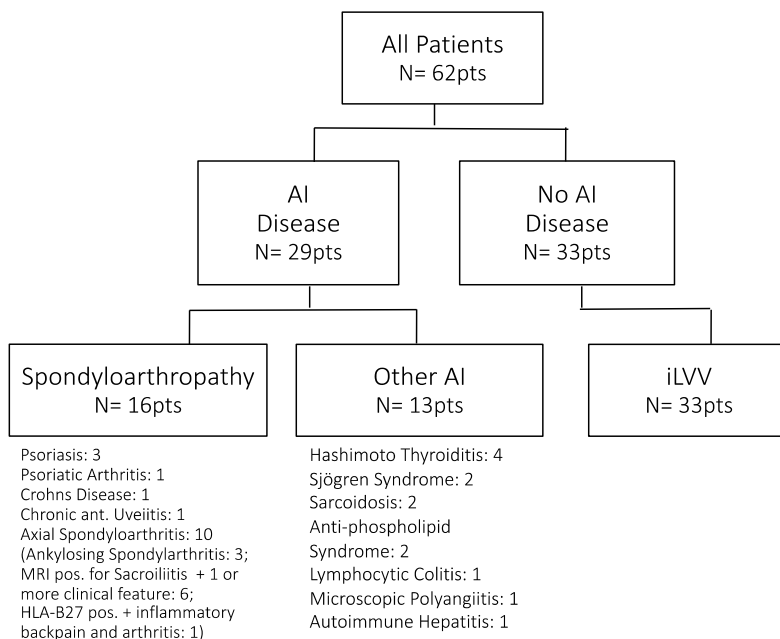 All Patients
N= 62pts
AI
Disease
N= 29pts
No AI
Disease
N= 33pts
Spondyloarthropathy
N= 16pts
Other AI
N= 13pts
iLVV
N= 33pts
Psoriasis: 3
Psoriatic Arthritis: 1
Crohns Disease: 1
Chronic ant. Uveiitis: 1
Axial Spondyloarthritis: 10
(Ankylosing Spondylarthritis: 3;
MRI pos. for Sacroiliitis + 1 or
more clinical feature: 6;
HLA-B27 pos. + inflammatory
backpain and arthritis: 1)
Hashimoto Thyroiditis: 4
Sjögren Syndrome: 2
Sarcoidosis: 2
Anti-phospholipid
Syndrome: 2
Lymphocytic Colitis: 1
Microscopic Polyangiitis: 1
Autoimmune Hepatitis: 1